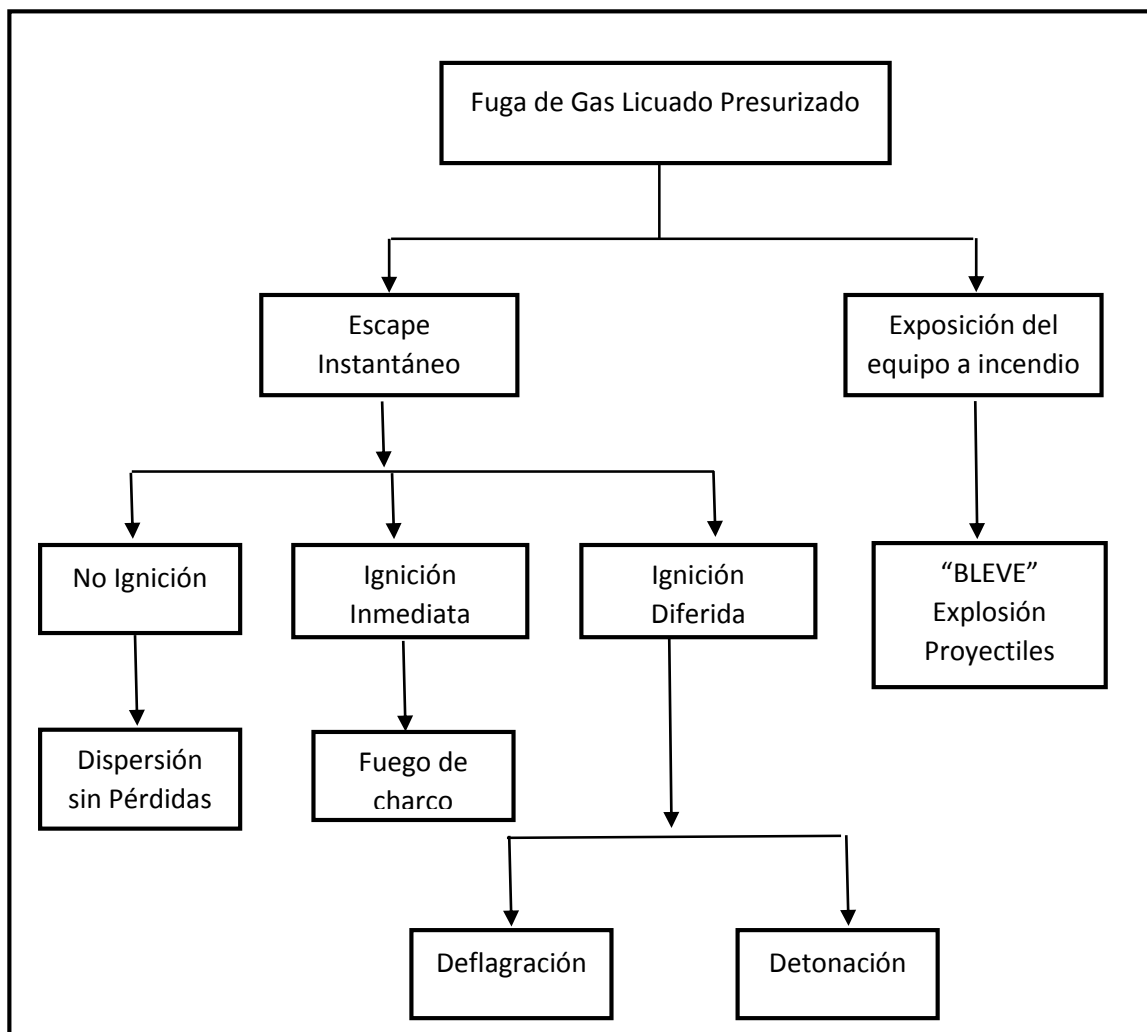 Fuga de Gas Licuado Presurizado
Escape
Instantáneo
Exposición del
equipo a incendio
No Ignición
Ignición
Inmediata
Ignición
Diferida
“BLEVE”
Explosión
Proyectiles
Dispersión
sin Pérdidas
Fuego de
charco
Deflagración
Detonación